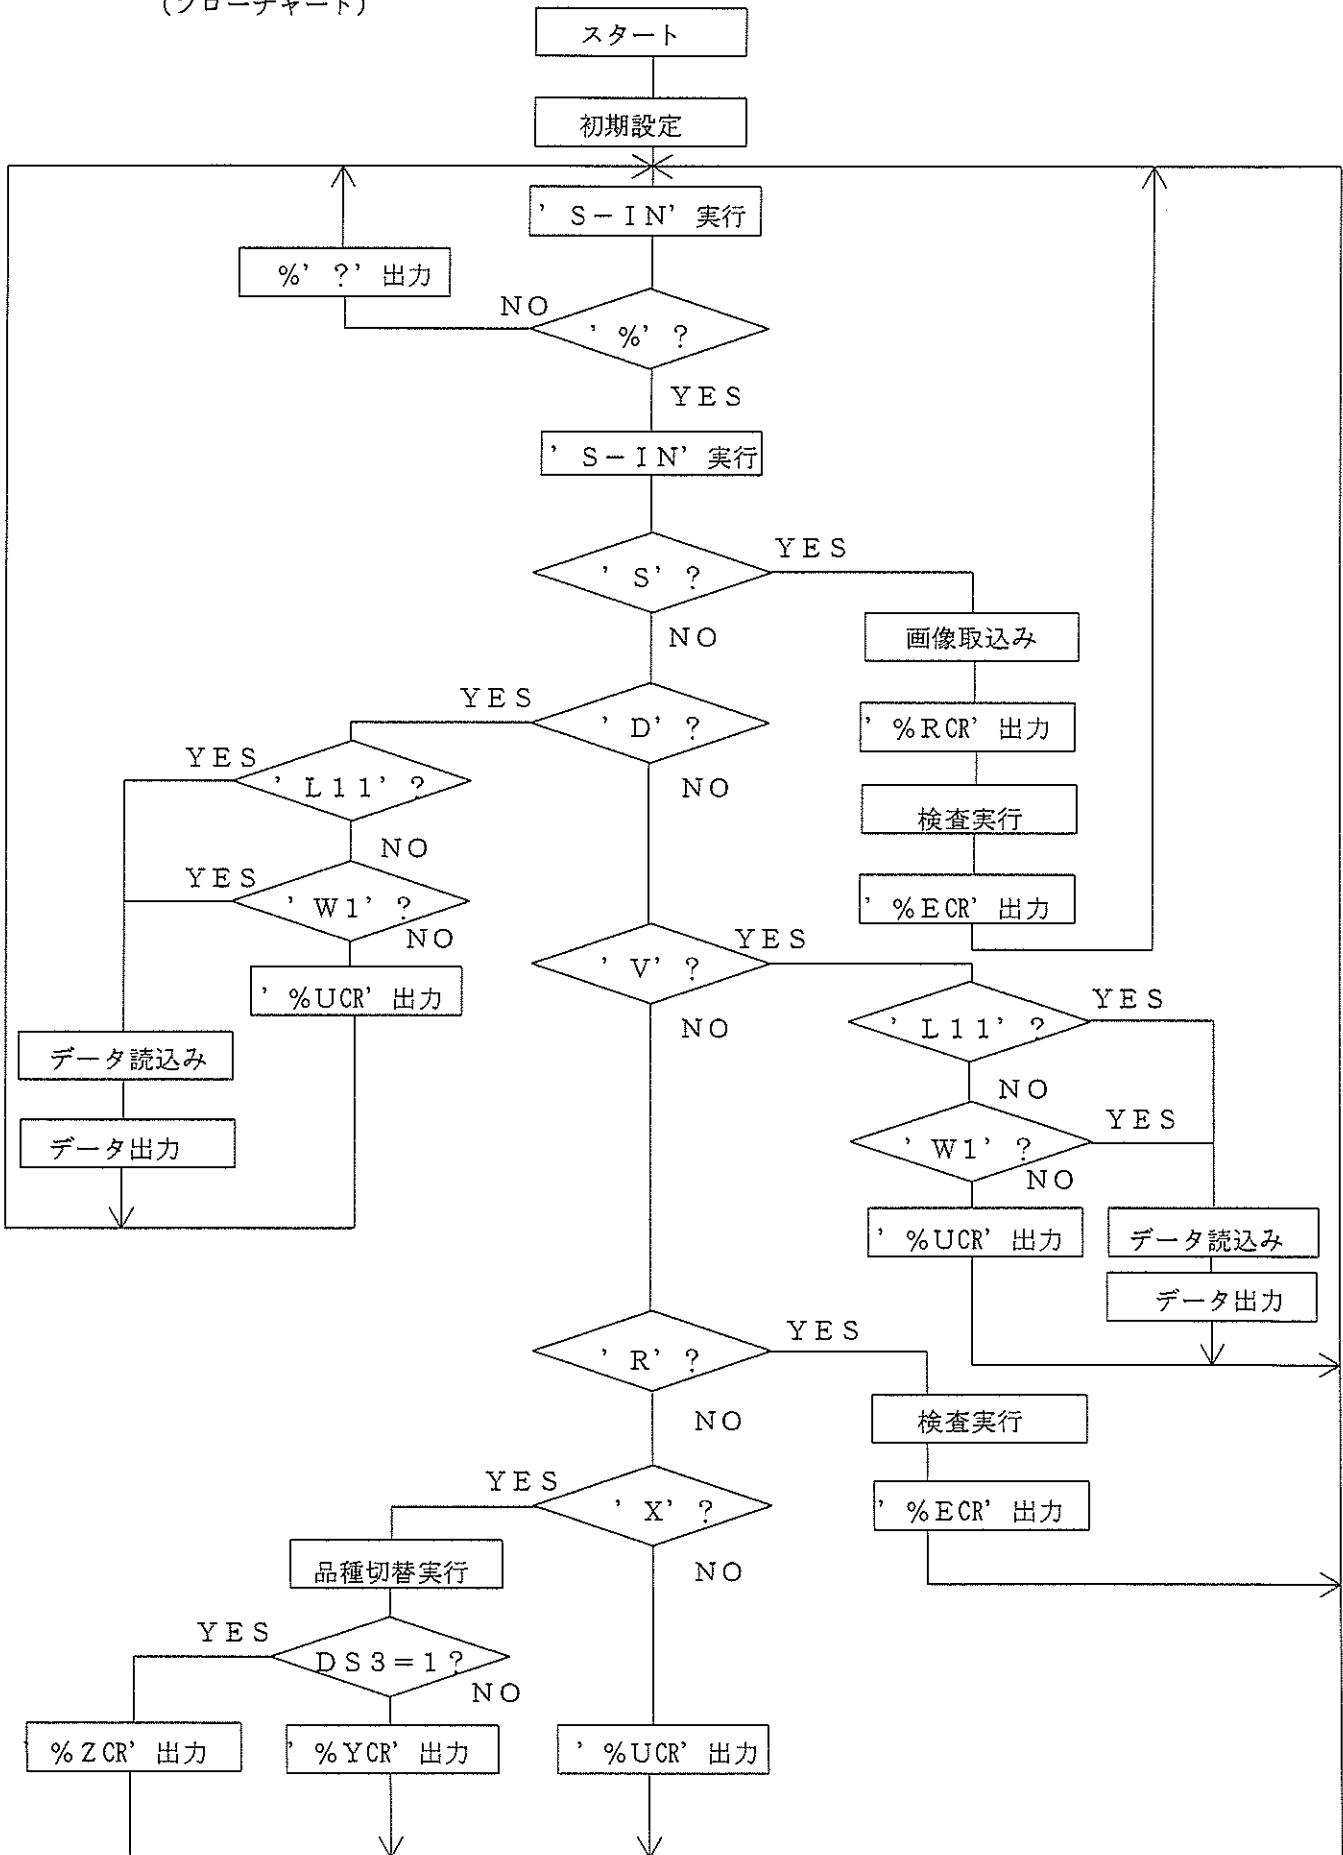 (フローチャート)
スタート
初期設定
' S-IN' 実行
%' ?' 出力
NO
' %' ?
YES
' S-IN' 実行
' S' ?
YES
NO
画像取込み
' %RCR' 出力
検査実行
' %ECR' 出力
YES
' D' ?
NO
YES
' L11' ?
NO
YES
' W1' ?
NO
' %UCR' 出力
データ読込み
データ出力
' V' ?
YES
NO
' L11' ?
YES
NO
' W1' ?
YES
NO
' %UCR' 出力
データ読込み
データ出力
' R' ?
YES
NO
検査実行
' %ECR' 出力
YES
' X' ?
NO
品種切替実行
YES
DS3=1?
NO
%ZCR' 出力
' %YCR' 出力
' %UCR' 出力